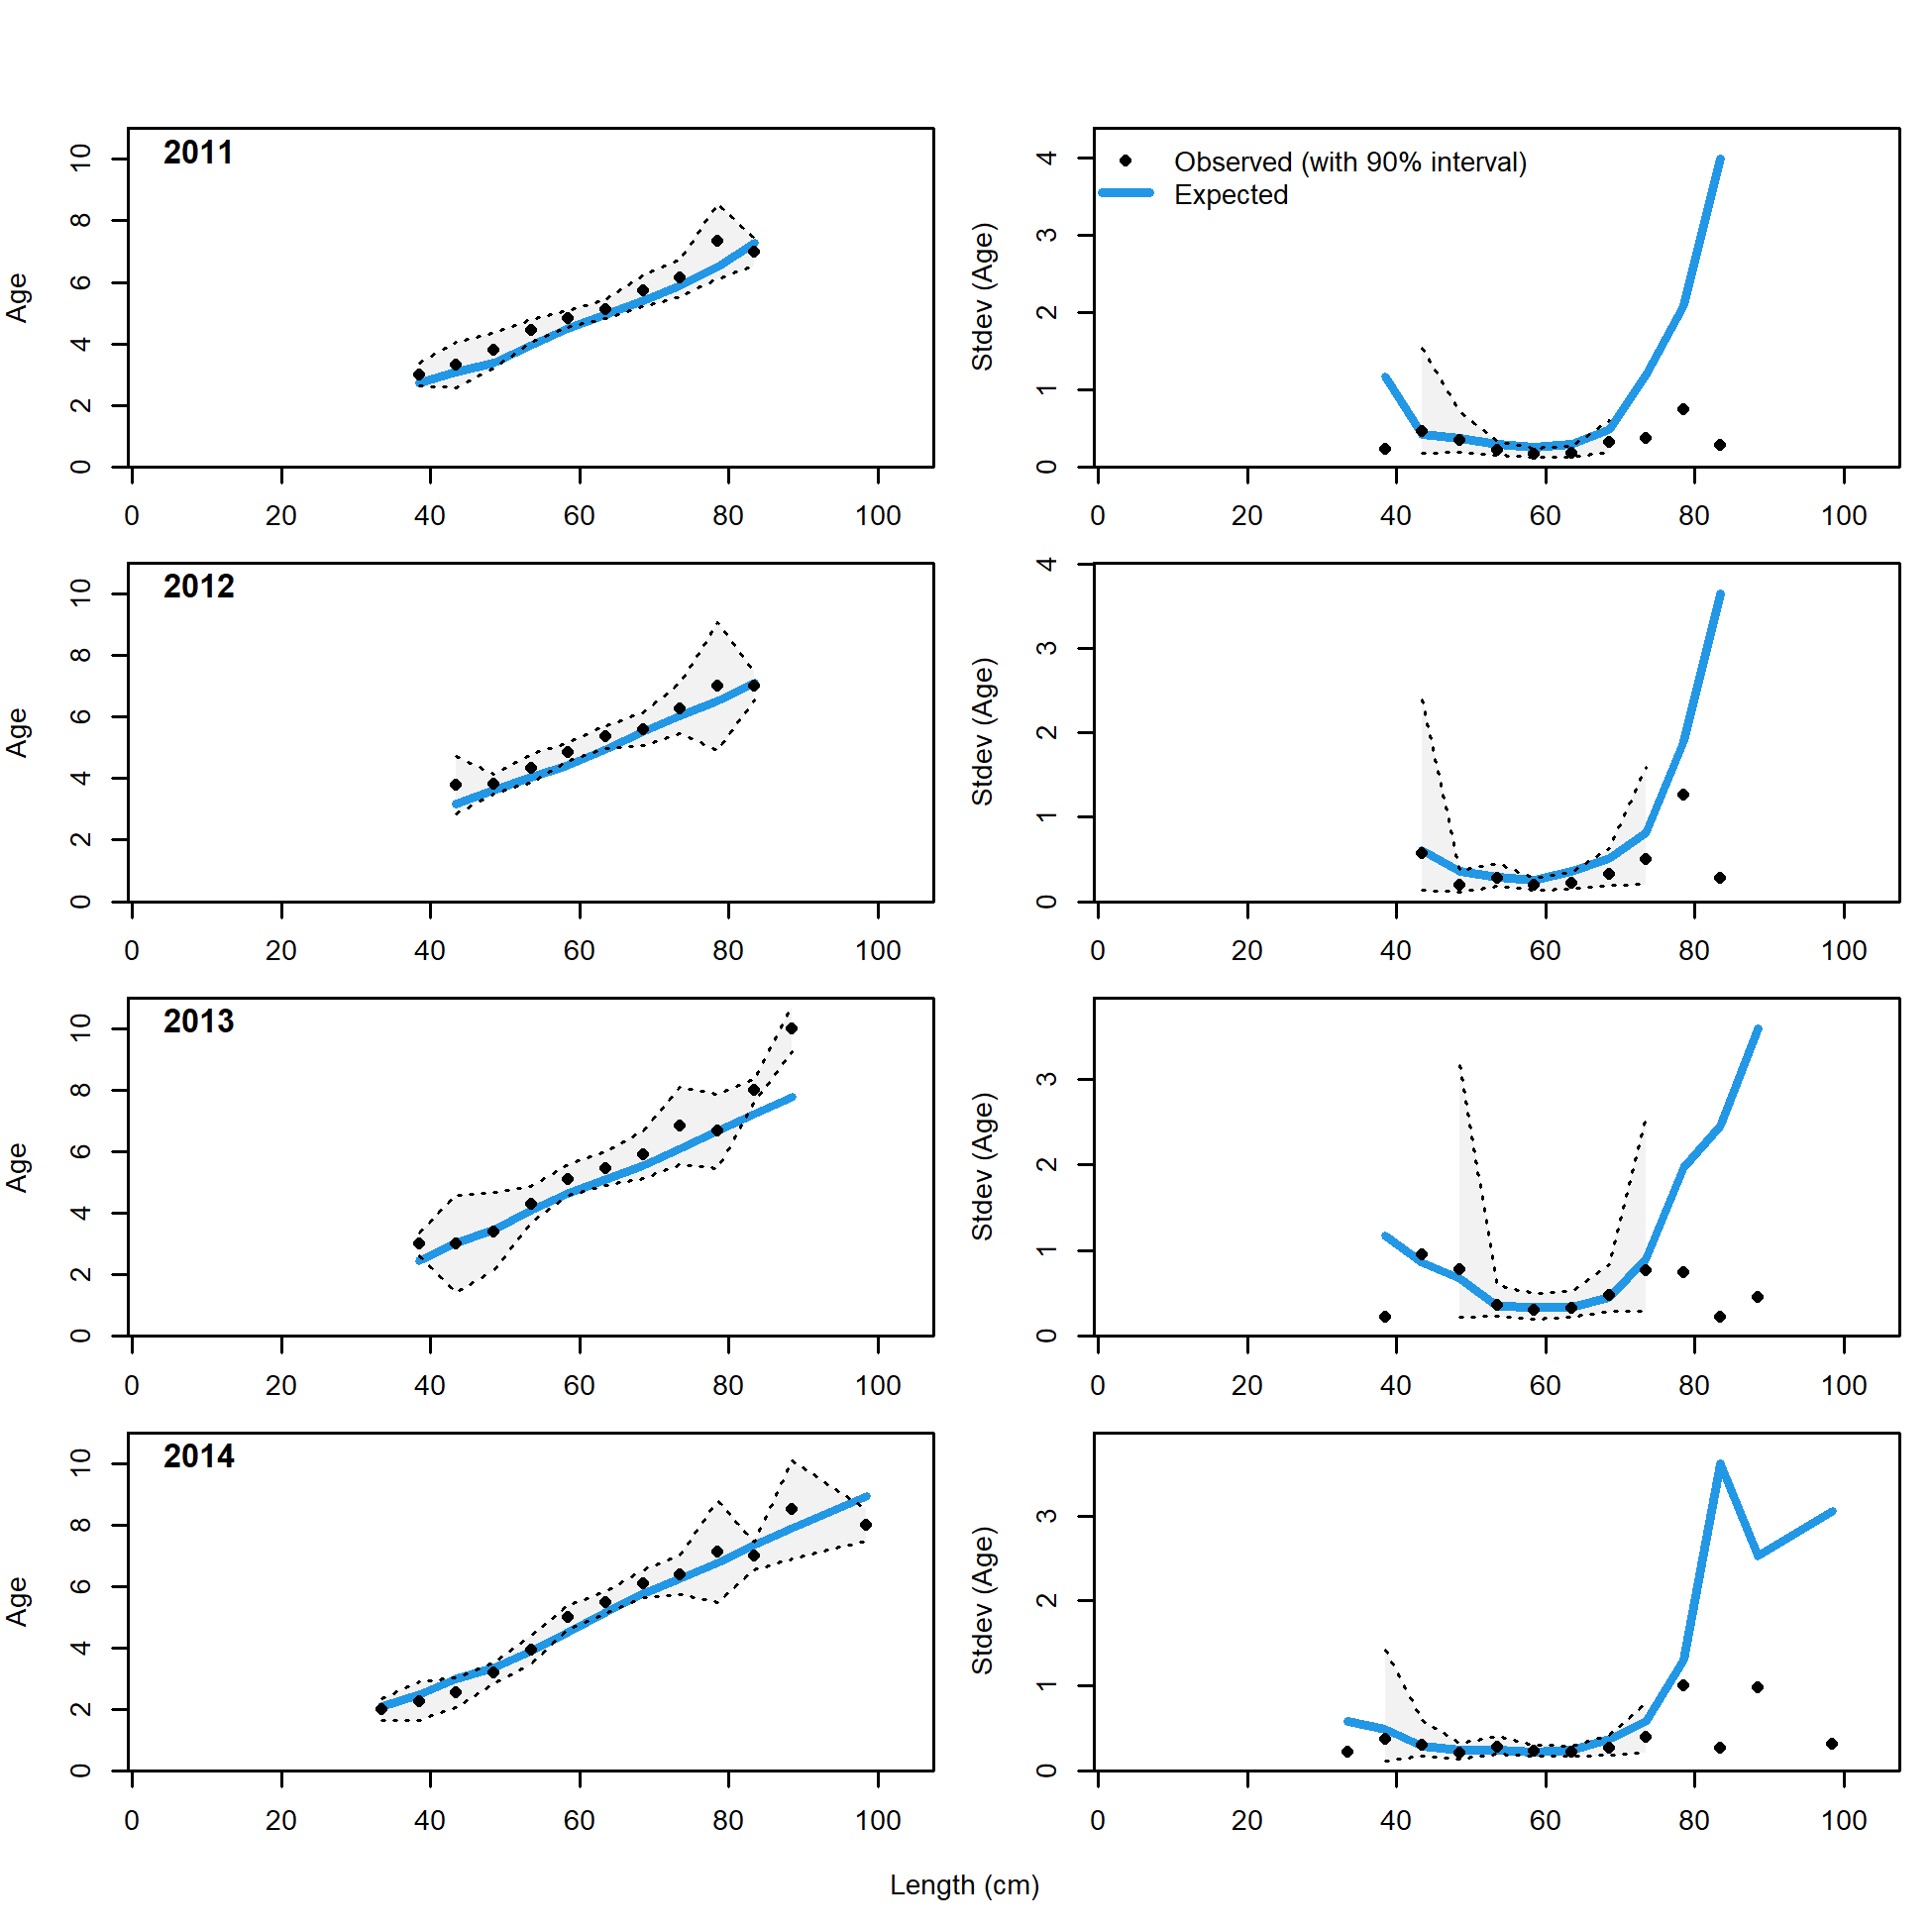 2011
Age
0 2 4 6 8 10
0 20 40 60 80 100
Observed (with 90% interval)
Expected
Stdev (Age)
0 1 2 3 4
0 20 40 60 80 100
2012
Age
0 2 4 6 8 10
0 20 40 60 80 100
Stdev (Age)
0 1 2 3 4
0 20 40 60 80 100
2013
Age
0 2 4 6 8 10
0 20 40 60 80 100
Stdev (Age)
0 1 2 3
0 20 40 60 80 100
2014
Age
0 2 4 6 8 10
0 20 40 60 80 100
Stdev (Age)
0 1 2 3
0 20 40 60 80 100
Length (cm)